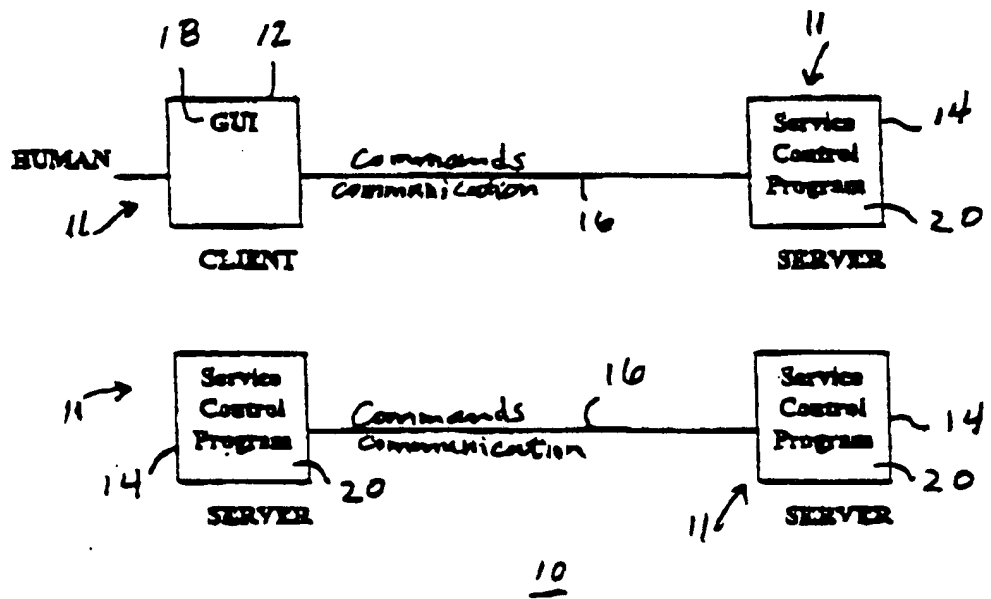 18 12 11
GUI
Service
Control
Program
14
HUMAN
Commands
Communication
16
20
11
CLIENT
SERVER
Service
Control
Program
Service
Control
Program
11
16
Commands
Communication
14
14
20
20
SERVER
11
SERVER
10